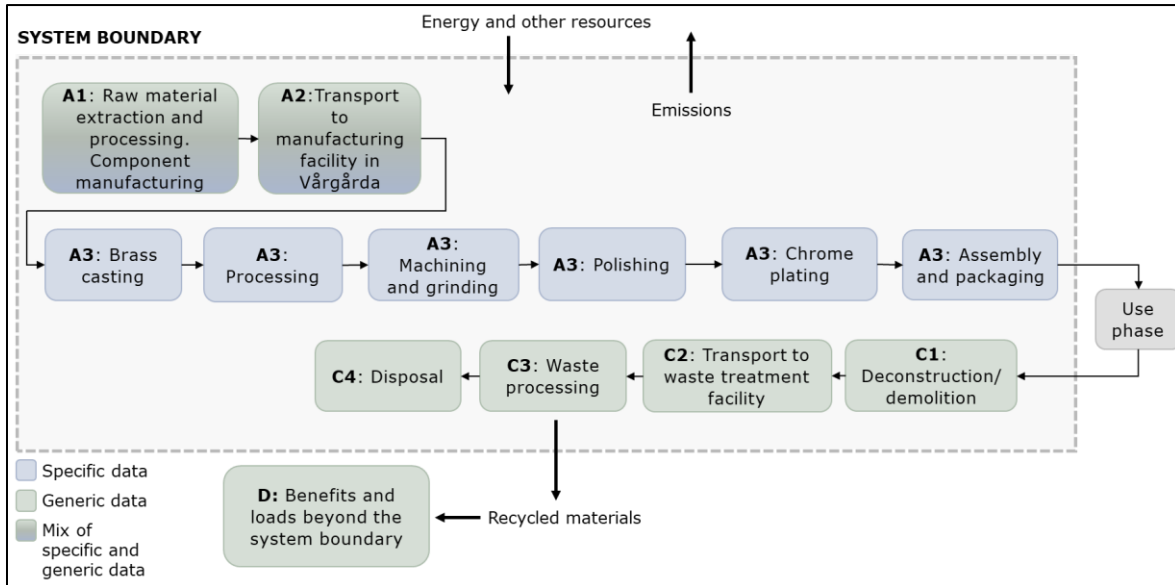 Energy and other resources
SYSTEM BOUNDARY
Emissions
A1: Raw material
extraction and
processing.
Component
manufacturing
A2:Transport
to
manufacturing
facility in
Vårgårda
A3: Brass
casting
A3:
Processing
A3:
Machining
and grinding
A3: Polishing
A3: Chrome
plating
A3: Assembly
and packaging
Use
phase
C4: Disposal
C3: Waste
processing
C2: Transport to
waste treatment
facility
C1:
Deconstruction/
demolition
Specific data
Generic data
Mix of
specific and
generic data
D: Benefits and
loads beyond the
system boundary
Recycled materials